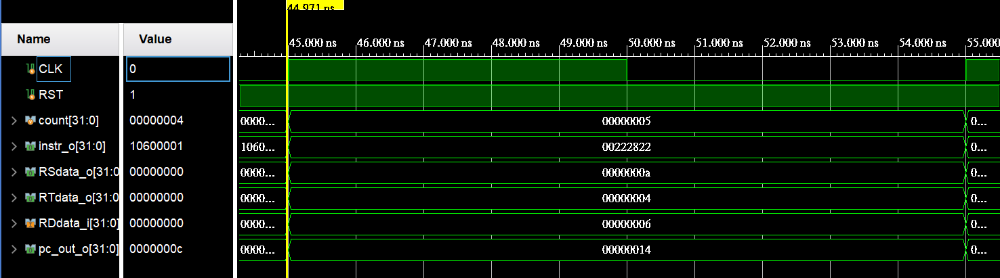 44.971 ns
Name Value
45.000 ns 46.000 ns 47.000 ns 48.000 ns 49.000 ns 50.000 ns 51.000 ns 52.000 ns 53.000 ns 54.000 ns 55.000
CLK 0
RST 1
count[31:0] 00000004 0000... 00000005 0...
instr_o[31:0] 10600001 1060... 00222822 0...
RSdata_o[31:0 00000000 0000... 0000000a 0...
RTdata_o[31:0 00000000 0000... 00000004 0...
RDdata_i[31:0] 00000000 0000... 00000006 0...
pc_out_o[31:0] 0000000c 0000... 00000014 0...